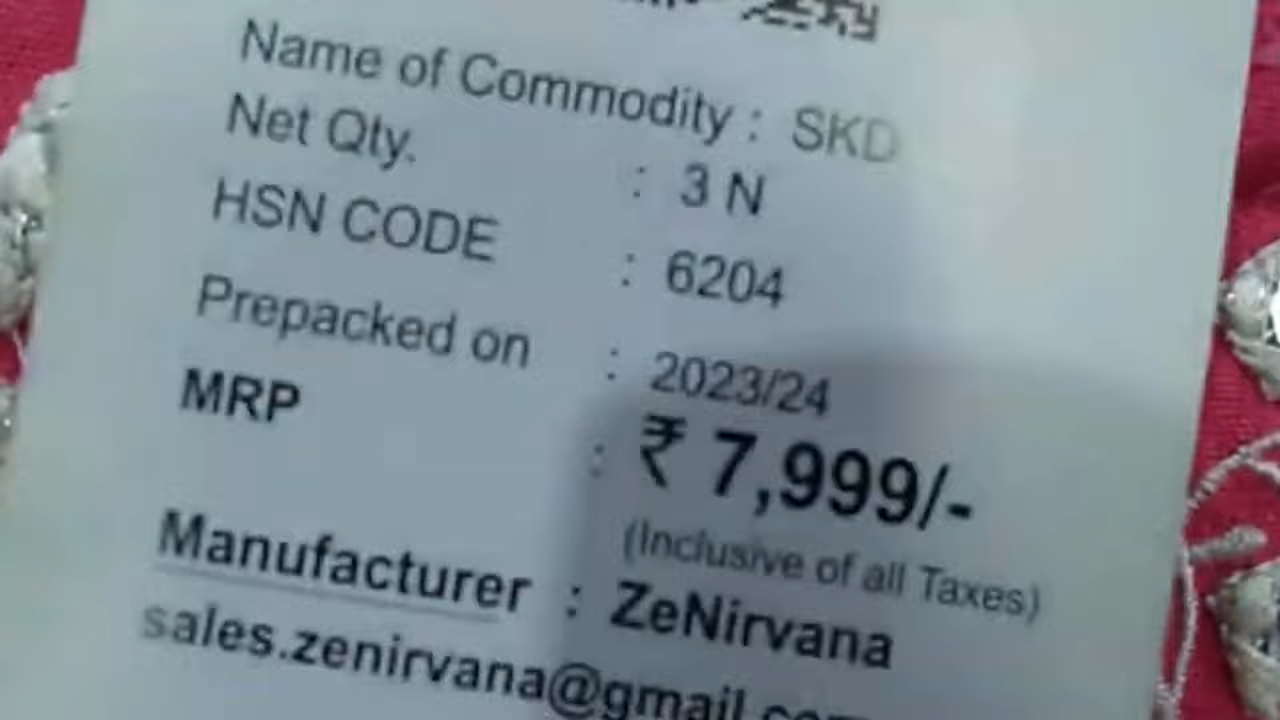 Name of Commodity : SKD
Net Qty. : 3 N
HSN CODE : 6204
Prepacked on : 2023/24
MRP : ₹ 7,999/-
(Inclusive of all Taxes)
Manufacturer : ZeNirvana
sales.zenirvana@gmail.com